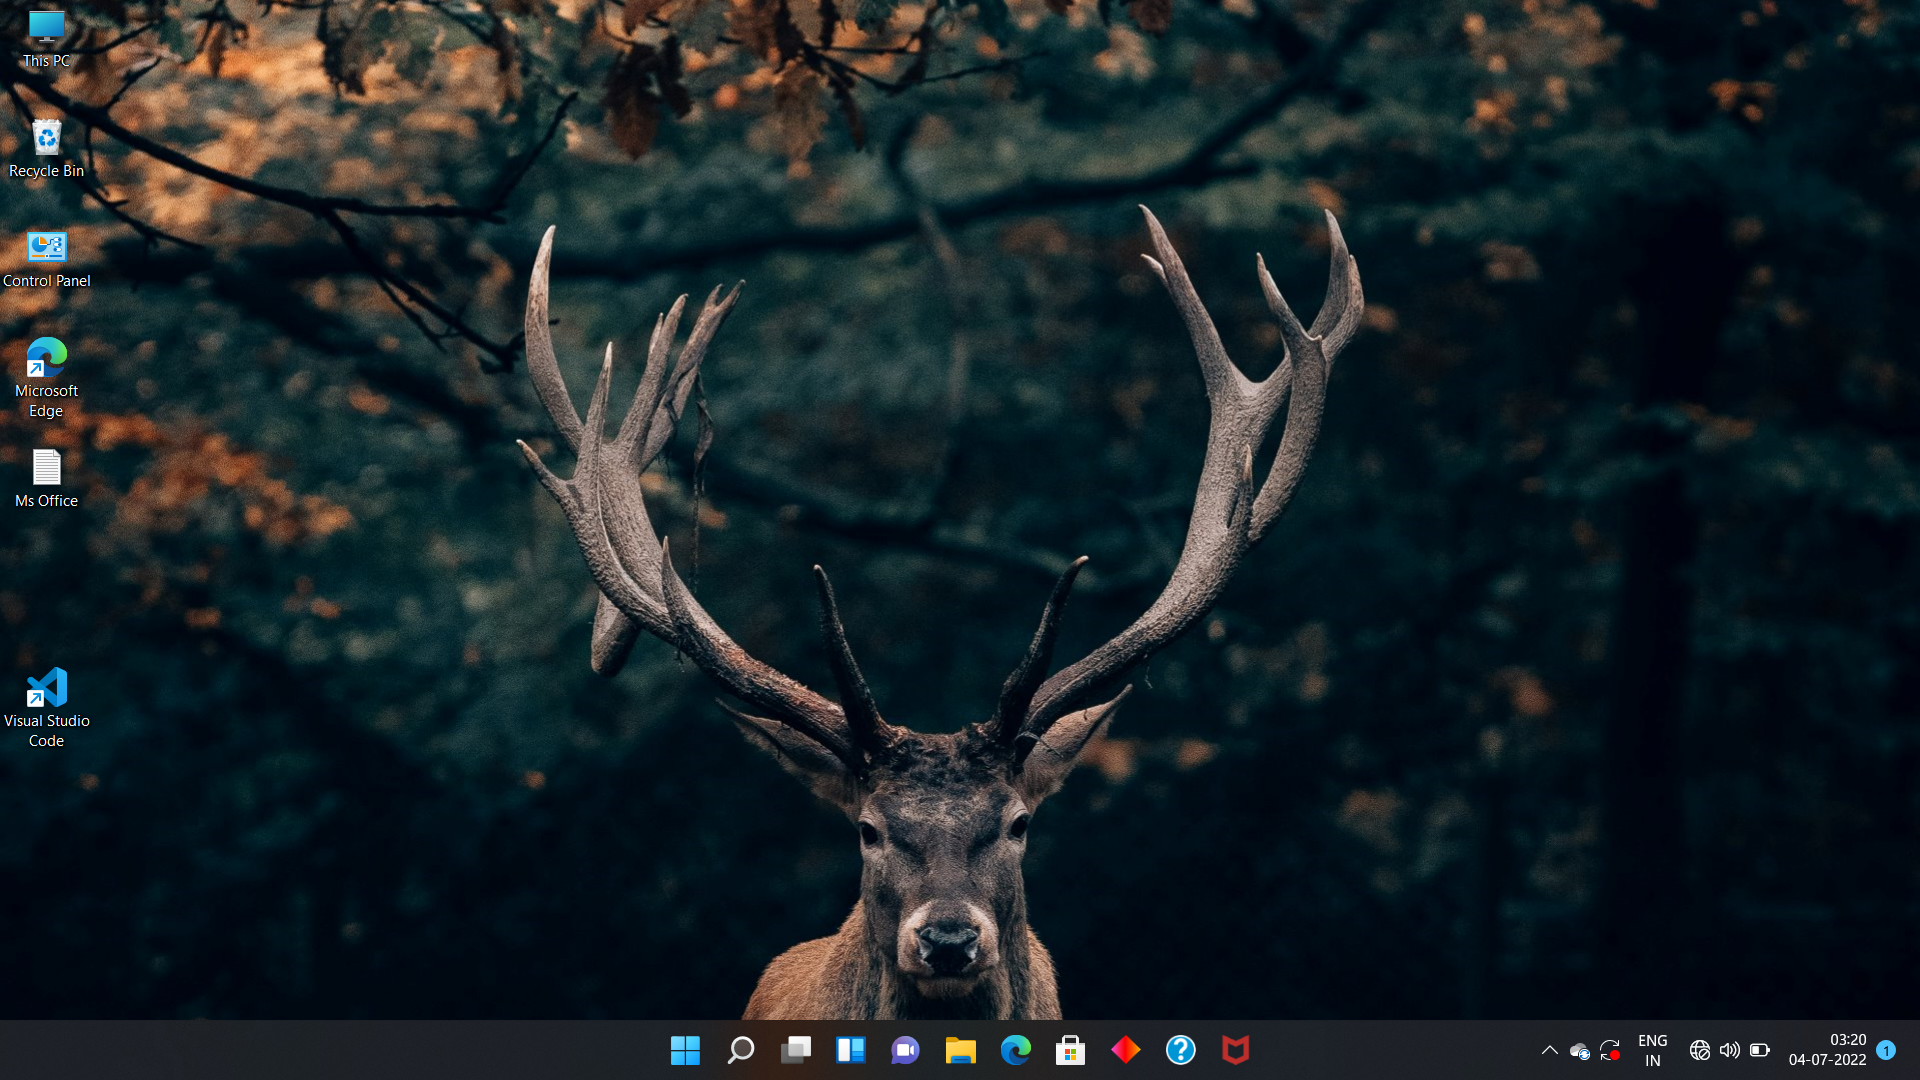 This PC
Recycle Bin
Control Panel
Microsoft
Edge
Ms Office
Visual Studio
Code
ENG
IN
03:20
04-07-2022
1